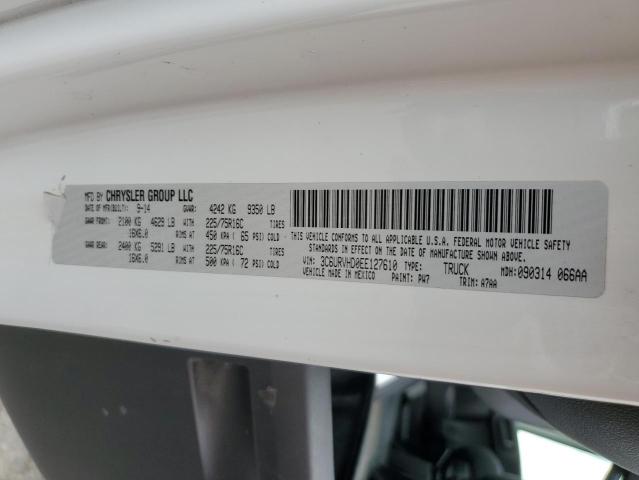 MFD BY CHRYSLER GROUP LLC
DATE OF MFR(BUILT): 9-14 GVWR: 4242 KG 9350 LB
GAWR FRONT: 2100 KG 4629 LB 225/75R16C TIRES
16X6.0 RIMS AT 450 KPA ( 65 PSI) COLD
GAWR REAR: 2400 KG 5291 LB 225/75R16C TIRES
16X6.0 RIMS AT 500 KPA ( 72 PSI) COLD
- THIS VEHICLE CONFORMS TO ALL APPLICABLE U.S.A. FEDERAL MOTOR VEHICLE SAFETY
STANDARDS IN EFFECT ON THE DATE OF MANUFACTURE SHOWN ABOVE.
VIN: 3C6URVHD0EE127610 TYPE: TRUCK MDH: 090314 066AA
VEHICLE MADE IN MEXICO PAINT: PW7 TRIM: A7AA